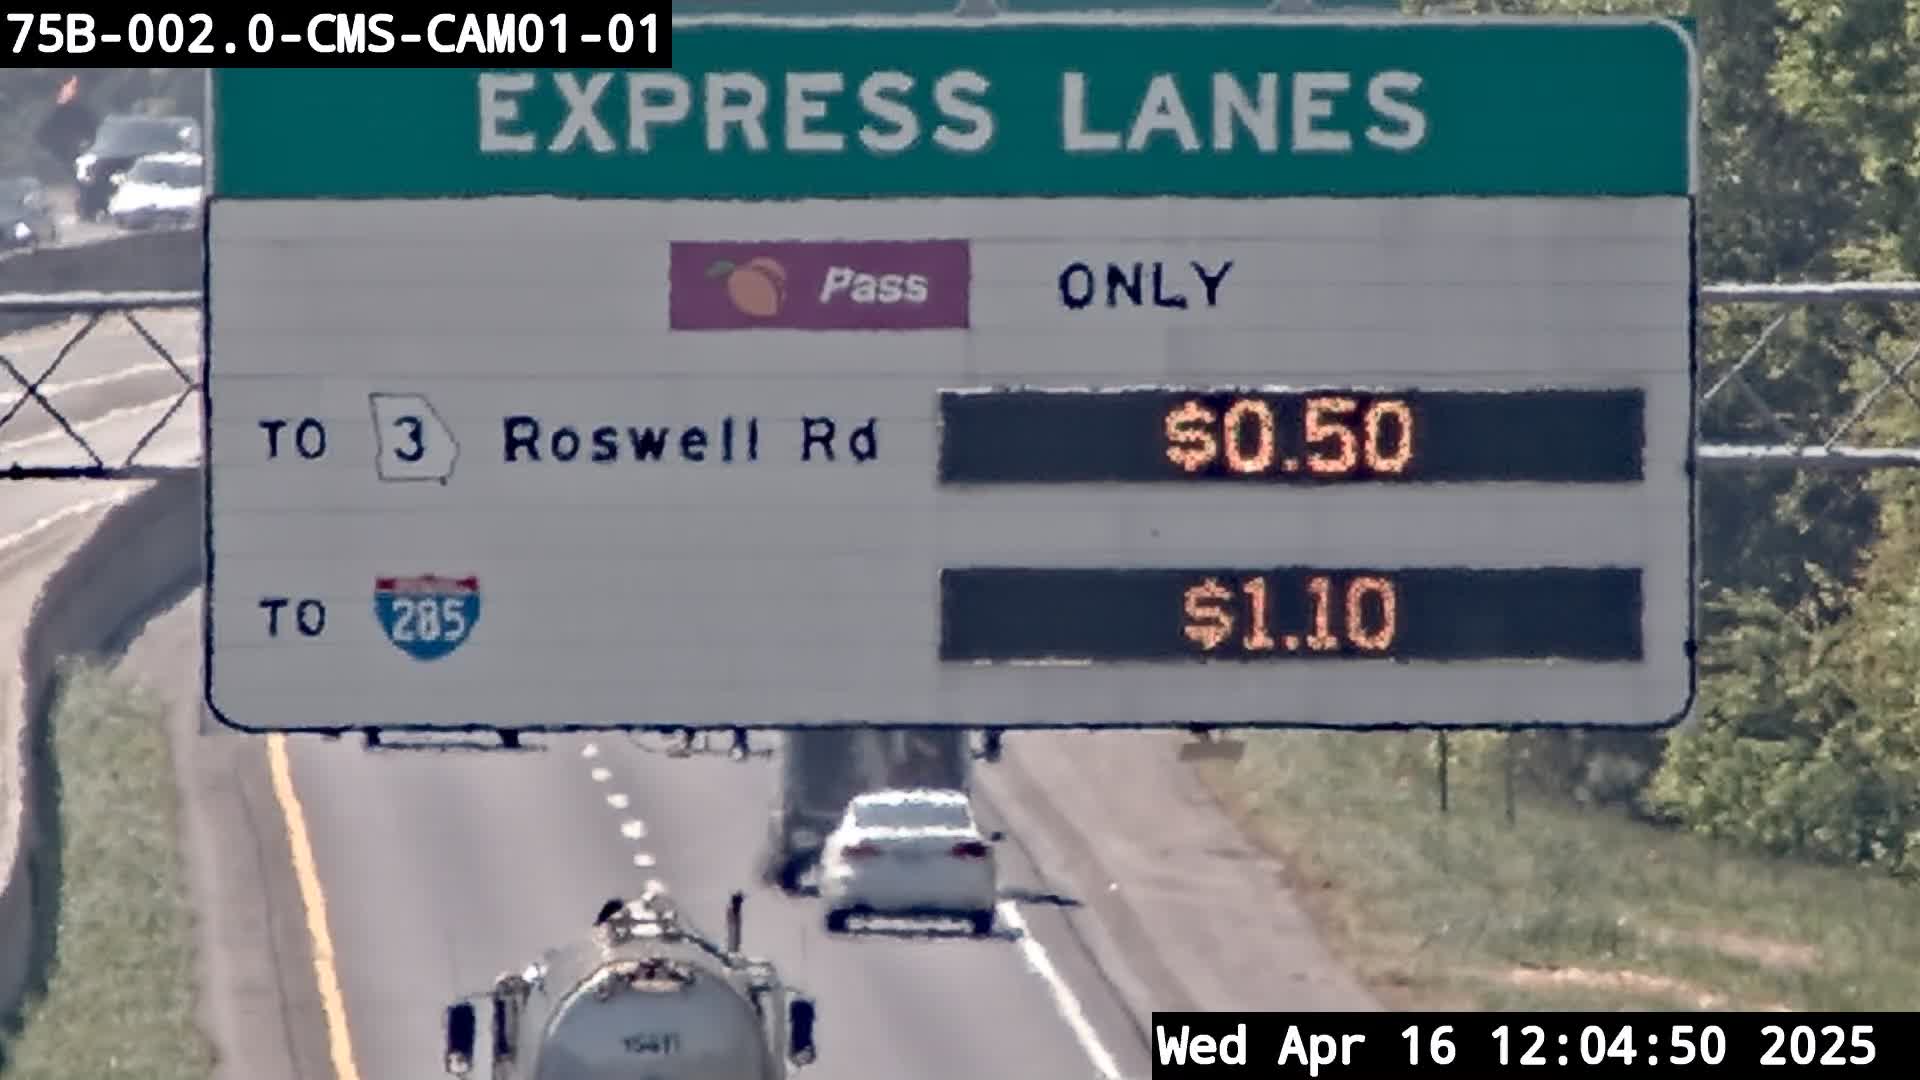 75B-002.0-CMS-CAM01-01
EXPRESS LANES
Pass ONLY
TO 3 Roswell Rd $0.50
TO 285 $1.10
Wed Apr 16 12:04:50 2025